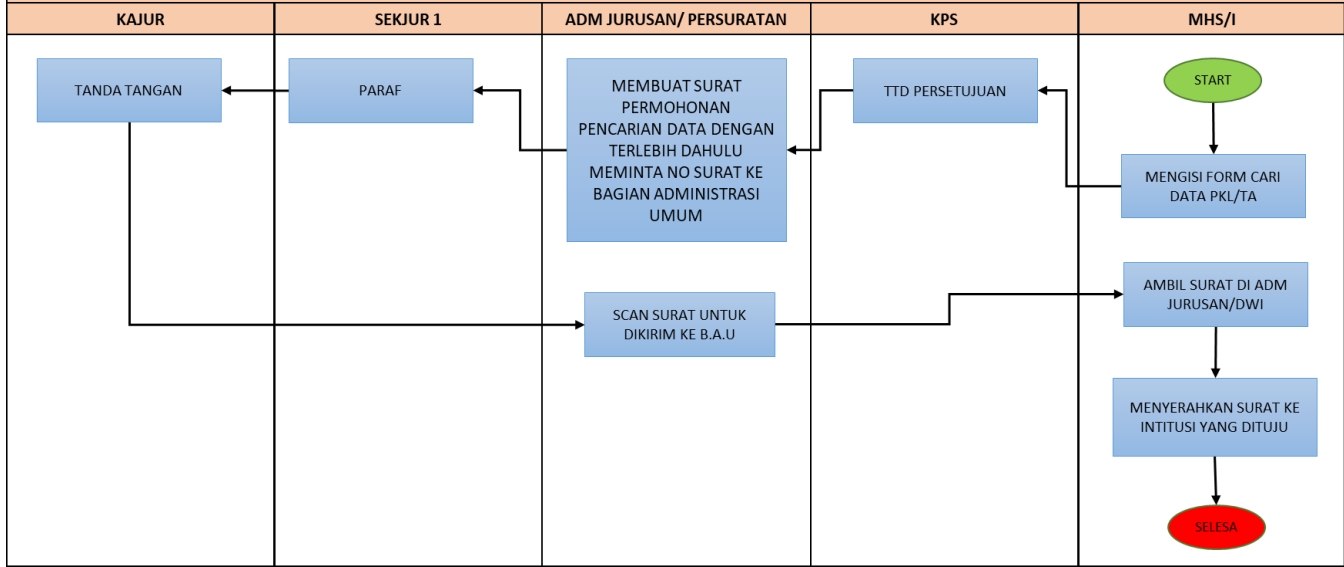 KAJUR
SEKJUR 1
ADM JURUSAN/ PERSURATAN
KPS
MHS/I
TANDA TANGAN
PARAF
MEMBUAT SURAT
PERMOHONAN
PENCARIAN DATA DENGAN
TERLEBIH DAHULU
MEMINTA NO SURAT KE
BAGIAN ADMINISTRASI
UMUM
TTD PERSETUJUAN
START
MENGISI FORM CARI
DATA PKL/TA
SCAN SURAT UNTUK
DIKIRIM KE B.A.U
AMBIL SURAT DI ADM
JURUSAN/DWI
MENYERAHKAN SURAT KE
INTITUSI YANG DITUJU
SELESA